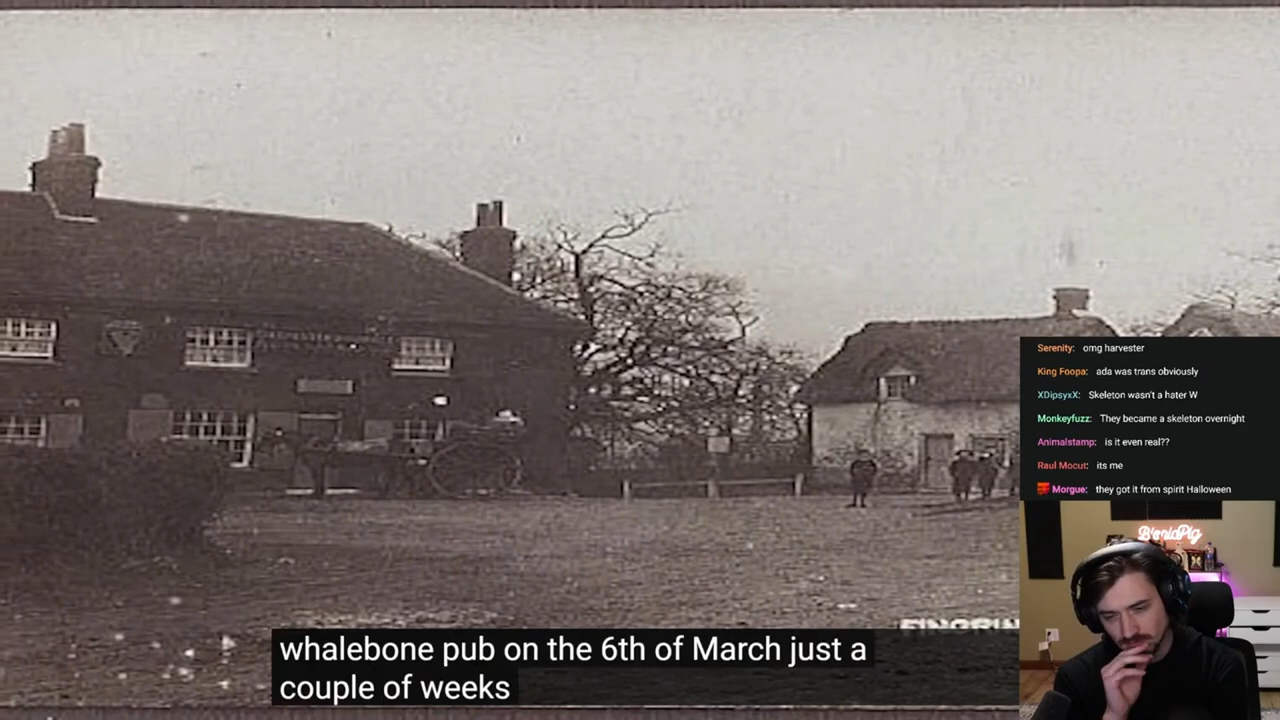 Serenity: omg harvester
King Foopa: ada was trans obviously
XDipsyxX: Skeleton wasn't a hater W
Monkeyfuzz: They became a skeleton overnight
Animalstamp: is it even real??
Raul Mocut: its me
Morgue: they got it from spirit Halloween
whalebone pub on the 6th of March just a
couple of weeks